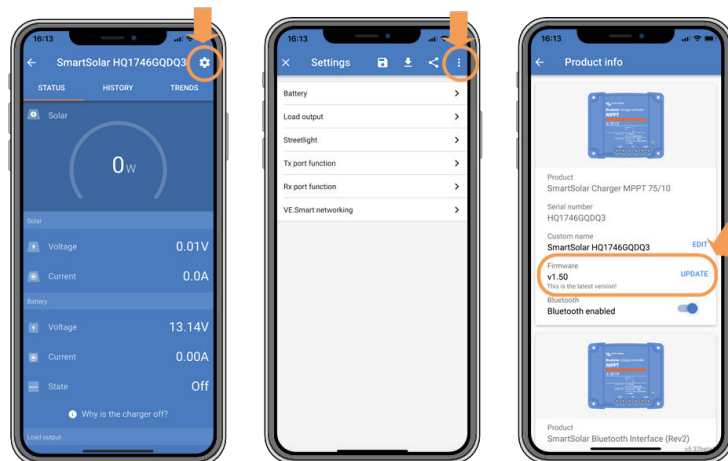 16:13
SmartSolar HQ1746GQDQ3
STATUS
HISTORY
TRENDS
Solar
0W
Solar
Voltage
0.01V
Current
0.0A
Battery
Voltage
13.14V
Current
0.00A
State
Off
Why is the charger off?
Load output
16:13
Settings
Battery
Load output
Streetlight
Tx port function
Rx port function
VE.Smart networking
16:13
Product info
MPPT
Product
SmartSolar Charger MPPT 75/10
Serial number
HQ1746GQDQ3
Custom name
SmartSolar HQ1746GQDQ3
EDIT
Firmware
v1.50
UPDATE
This is the latest version!
Bluetooth
Bluetooth enabled
MPPT
Product
SmartSolar Bluetooth Interface (Rev2)